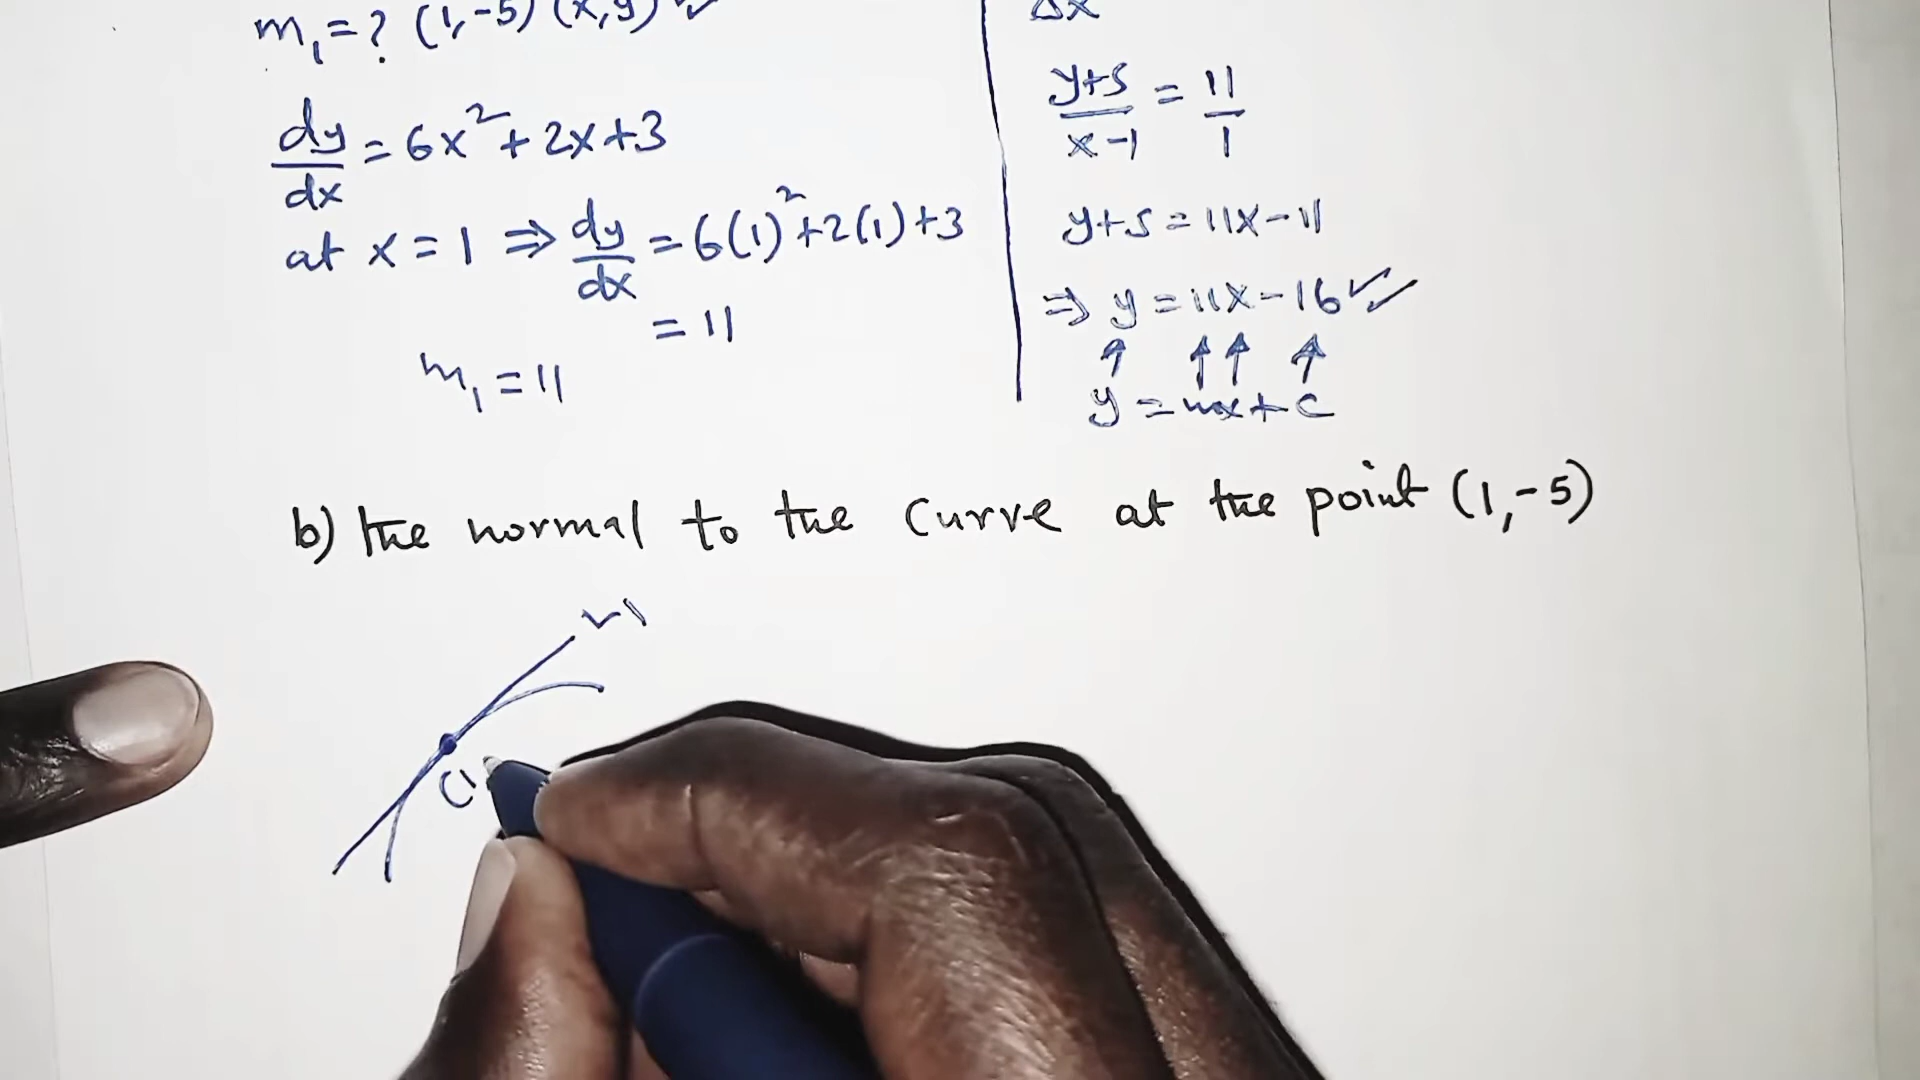 m₁ = ? (1, -5) (x, y)
dy/dx = 6x² + 2x + 3
at x = 1 ⇒ dy/dx = 6(1)² + 2(1) + 3
= 11
m₁ = 11
Δx
y+5/x-1 = 11/1
y+5 = 11x - 11
⇒ y = 11x - 16 ✓✓
↑ ↑ ↑ ↑
y = mx + c
b) the normal to the curve at the point (1, -5)
(1